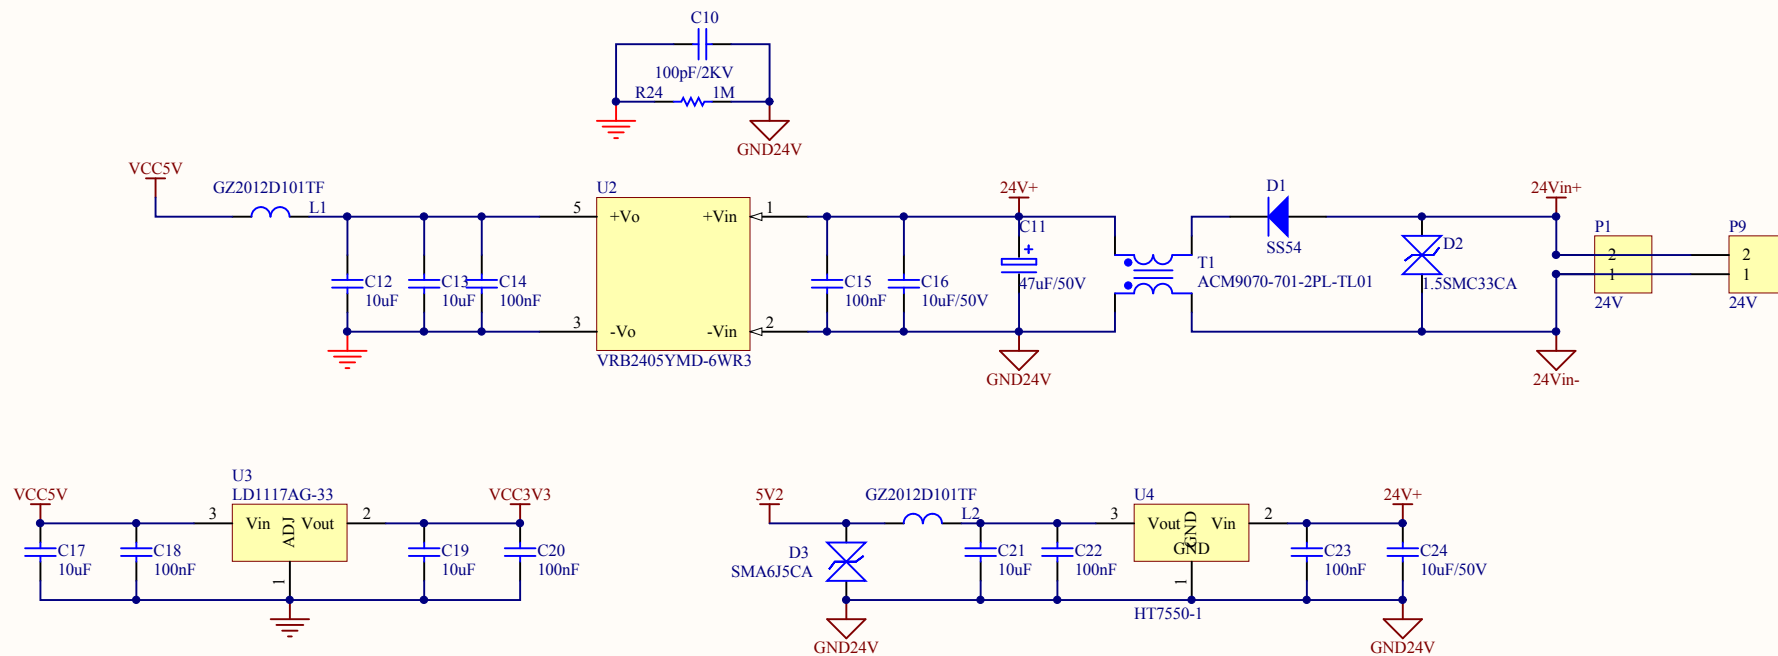 C10
100pF/2KV
R24 1M
GND24V
VCC5V
GZ2012D101TF
L1
U2
5 +Vo +Vin 1
3 -Vo -Vin 2
VRB2405YMD-6WR3
C12
10uF
C13
10uF
C14
100nF
C15
100nF
C16
10uF/50V
24V+
C11
+
47uF/50V
GND24V
T1
ACM9070-701-2PL-TL01
D1
SS54
D2
1.5SMC33CA
24Vin+
24Vin-
P1
2
1
24V
P9
2
1
24V
VCC5V
C17
10uF
C18
100nF
U3
LD1117AG-33
3 Vin ADJ Vout 2
1
VCC3V3
C19
10uF
C20
100nF
5V2
D3
SMA6J5CA
GND24V
GZ2012D101TF
L2
C21
10uF
C22
100nF
U4
3 Vout GND Vin 2
GND
1
HT7550-1
24V+
C23
100nF
C24
10uF/50V
GND24V